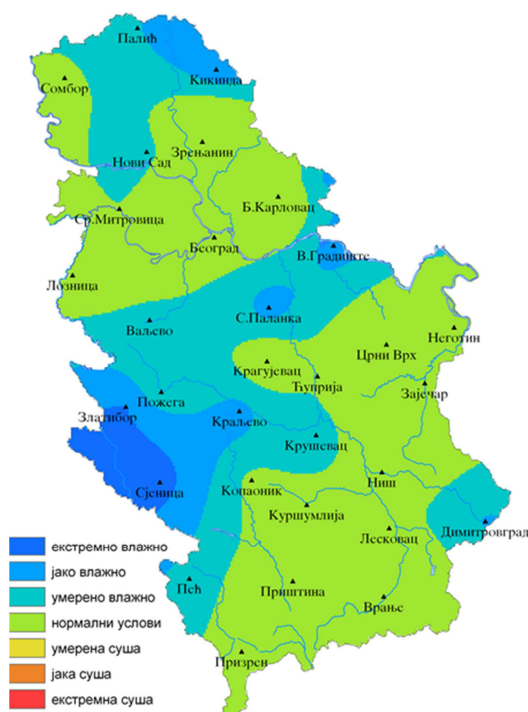 Палић
Кикинда
Сомбор
Зрењанин
Нови Сад
Б.Карловац
Ср.Митровица
Београд
В.Градиште
Лозница
С.Паланка
Ваљево
Неготин
Црни Врх
Крагујевац
Ћуприја
Зајечар
Пожега
Златибор
Краљево
Крушевац
Ниш
Копаоник
Сјеница
Куршумлија
Лесковац
Димитровград
Пећ
Приштина
Врање
Призрен
екстремно влажно
јако влажно
умерено влажно
нормални услови
умерена суша
јака суша
екстремна суша